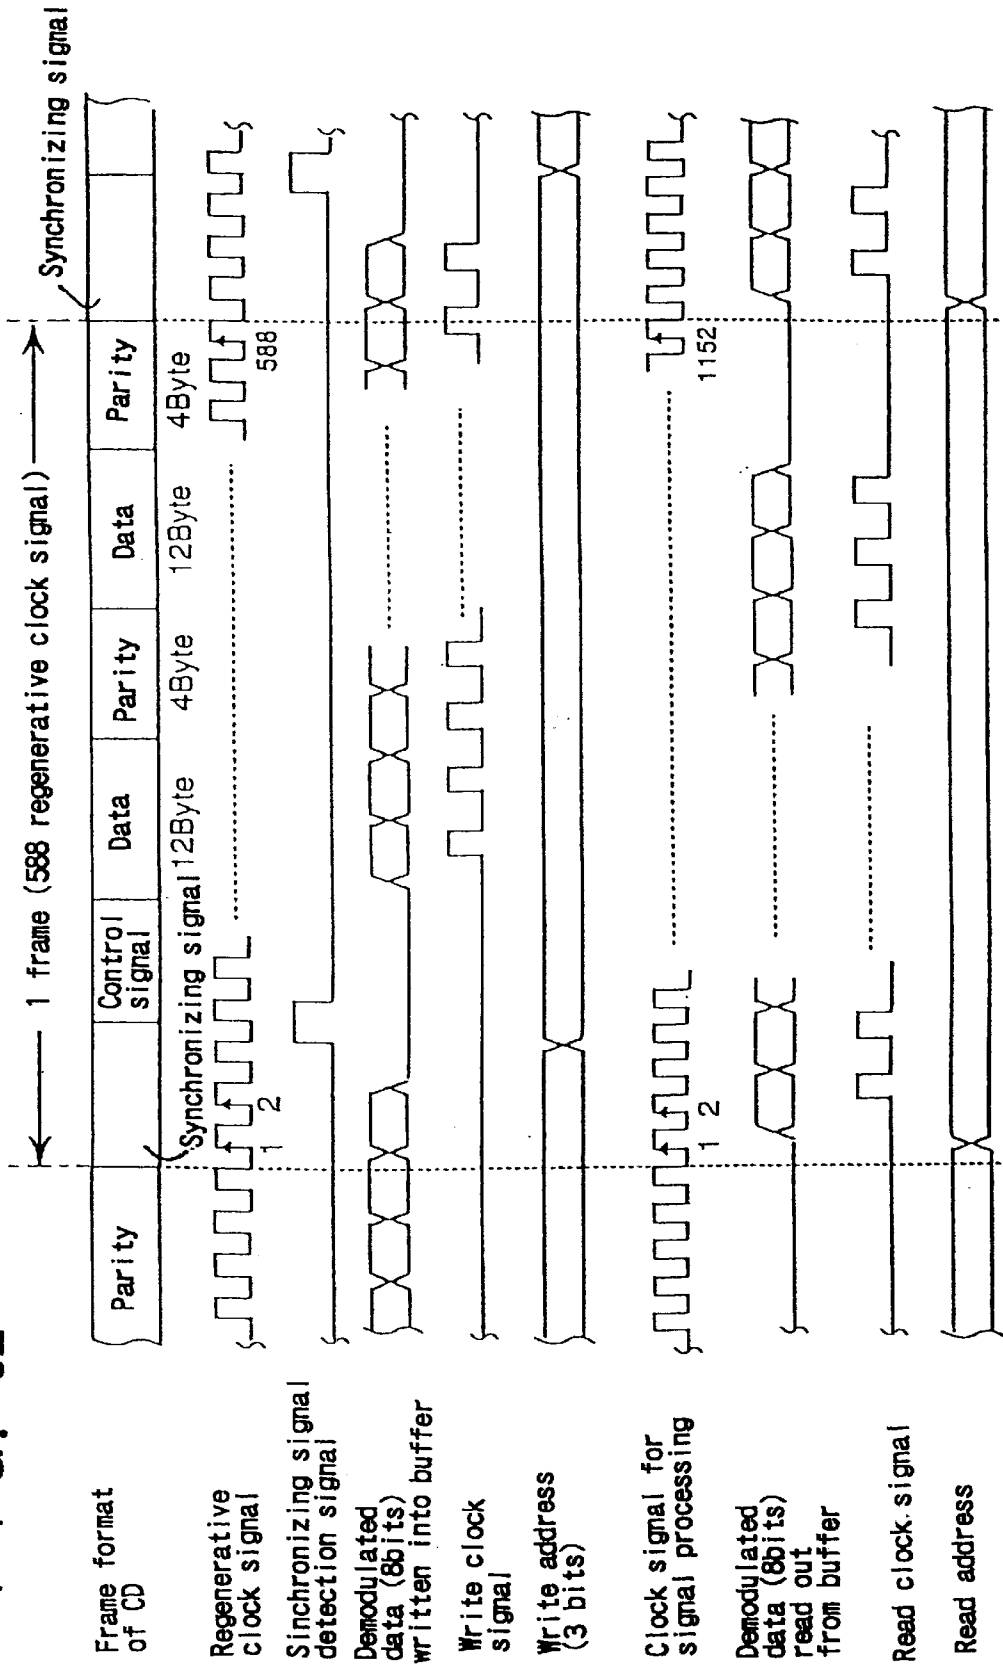 1 frame (588 regenerative clock signal)
Synchronizing signal
Synchronizing signal
Frame format
of CD
Parity
Control
signal
Data
Parity
Data
Parity
Synchronizing signal
12Byte
4Byte
12Byte
4Byte
Regenerative
clock signal
1
2
588
Sinchronizing signal
detection signal
Demodulated
data (8bits)
written into buffer
Write clock
signal
Write address
(3 bits)
Clock signal for
signal processing
1
2
1152
Demodulated
data (8bits)
read out
from buffer
Read clock.signal
Read address